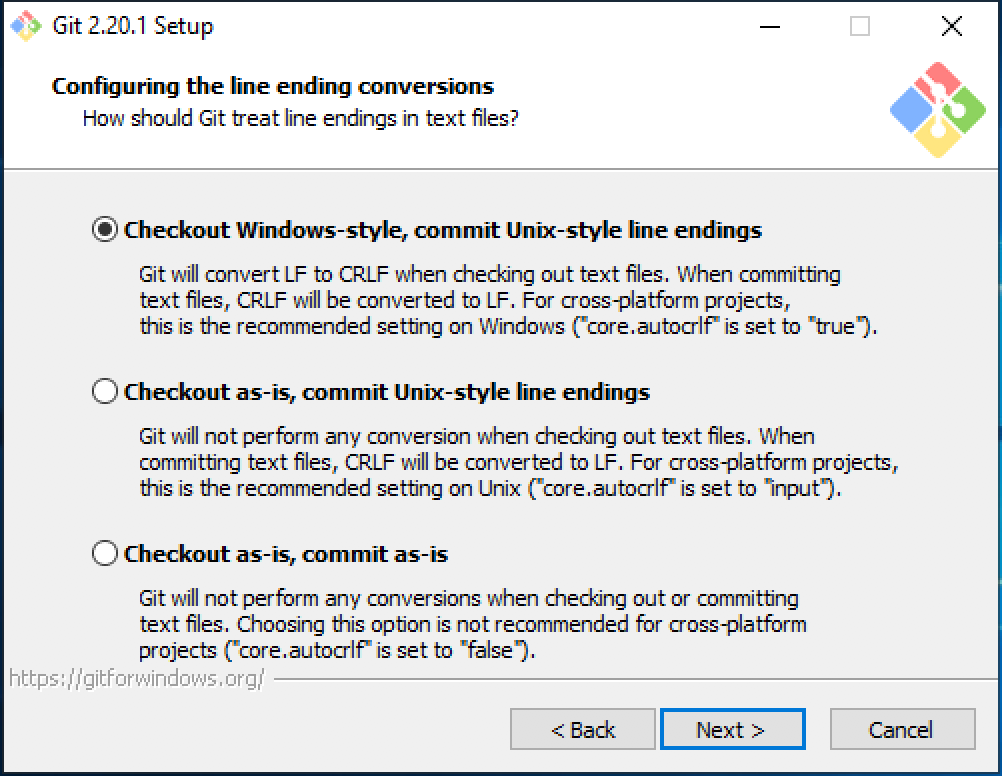 Git 2.20.1 Setup
Configuring the line ending conversions
How should Git treat line endings in text files?
Checkout Windows-style, commit Unix-style line endings
Git will convert LF to CRLF when checking out text files. When committing
text files, CRLF will be converted to LF. For cross-platform projects,
this is the recommended setting on Windows ("core.autocrlf" is set to "true").
Checkout as-is, commit Unix-style line endings
Git will not perform any conversion when checking out text files. When
committing text files, CRLF will be converted to LF. For cross-platform projects,
this is the recommended setting on Unix ("core.autocrlf" is set to "input").
Checkout as-is, commit as-is
Git will not perform any conversions when checking out or committing
text files. Choosing this option is not recommended for cross-platform
projects ("core.autocrlf" is set to "false").
https://gitforwindows.org/
< Back Next > Cancel